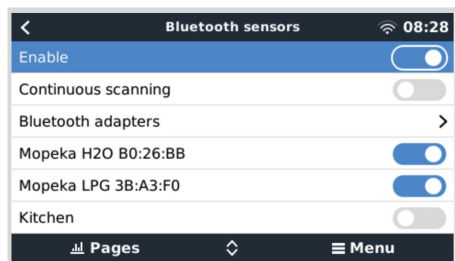 Bluetooth sensors 08:28
Enable
Continuous scanning
Bluetooth adapters
Mopeka H2O B0:26:BB
Mopeka LPG 3B:A3:F0
Kitchen
Pages Menu